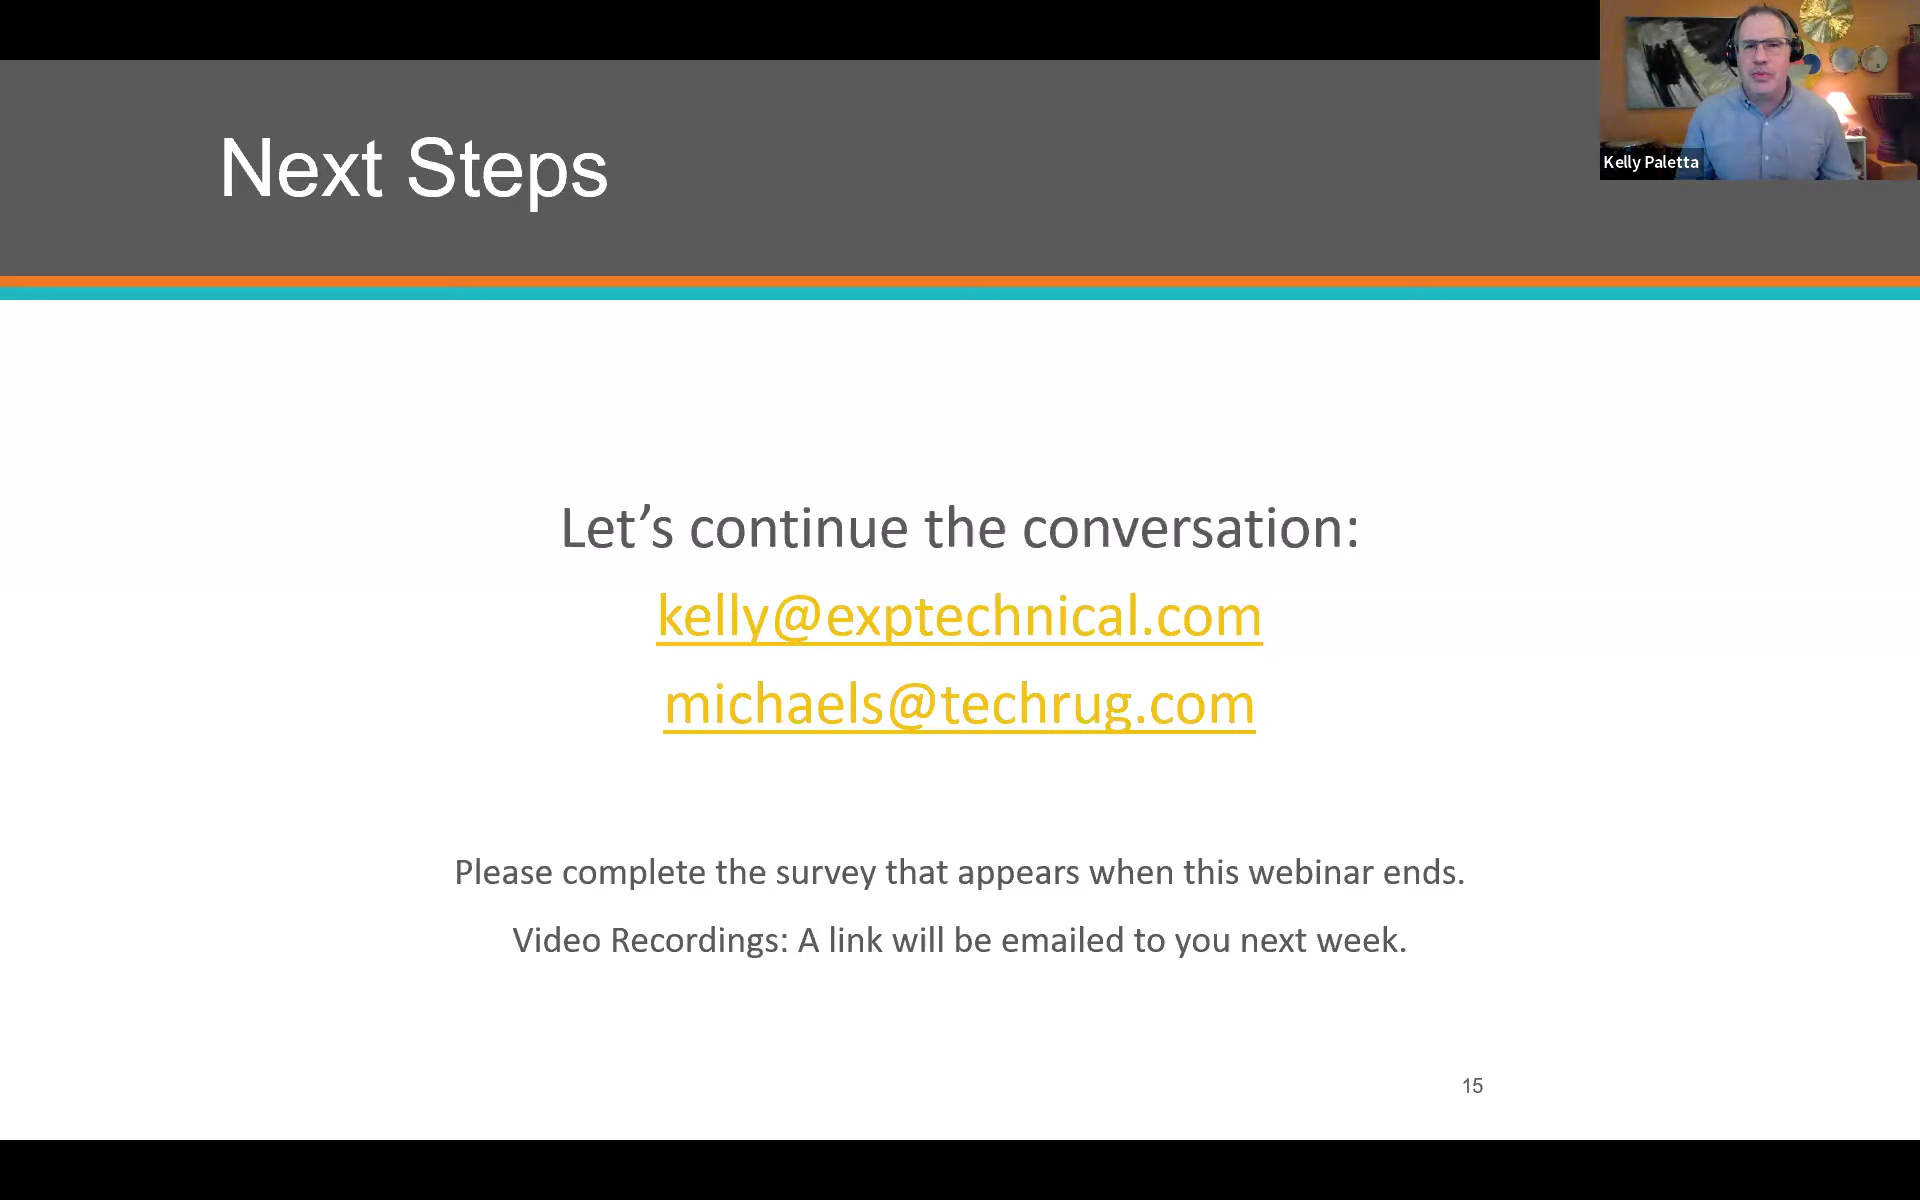 Next Steps
Kelly Paletta
Let’s continue the conversation:
kelly@exptechnical.com
michaels@techrug.com
Please complete the survey that appears when this webinar ends.
Video Recordings: A link will be emailed to you next week.
15